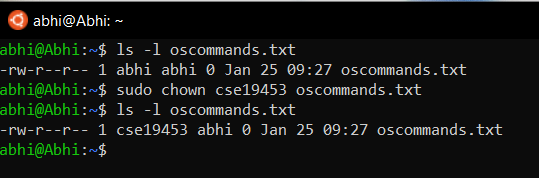 abhi@Abhi: ~
abhi@Abhi:~$ ls -l oscommands.txt
-rw-r--r-- 1 abhi abhi 0 Jan 25 09:27 oscommands.txt
abhi@Abhi:~$ sudo chown cse19453 oscommands.txt
abhi@Abhi:~$ ls -l oscommands.txt
-rw-r--r-- 1 cse19453 abhi 0 Jan 25 09:27 oscommands.txt
abhi@Abhi:~$